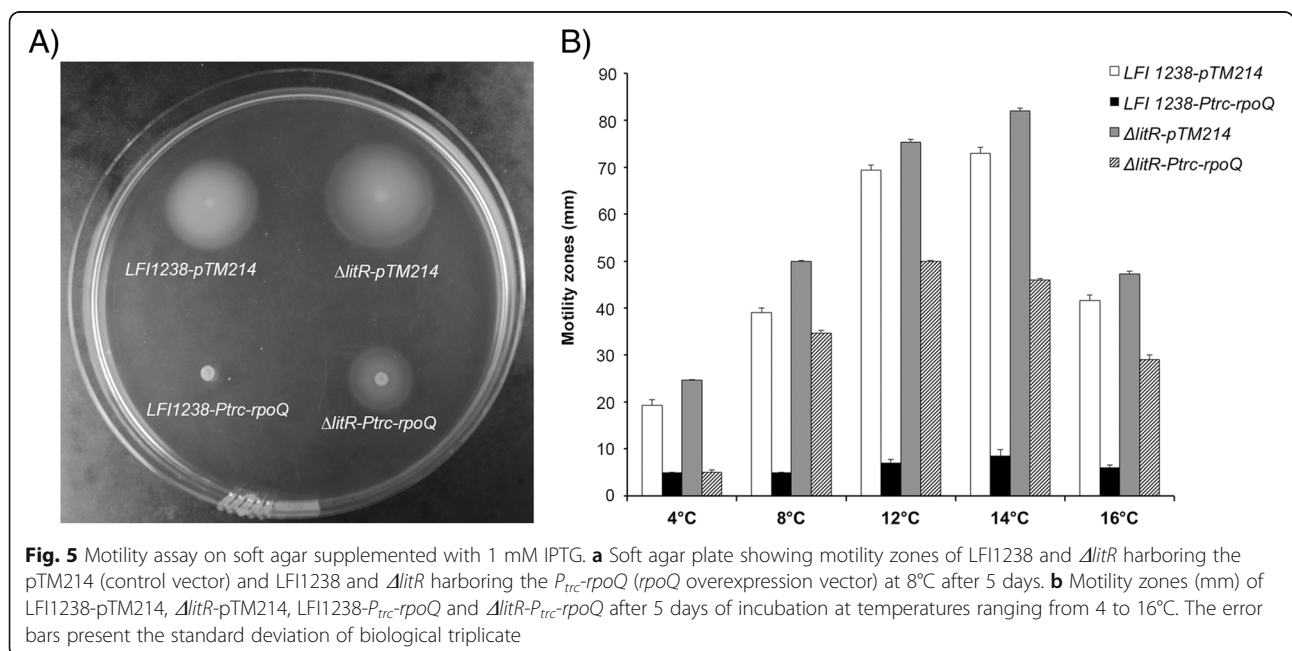 A)
LFI1238-pTM214
ΔlitR-pTM214
LFI1238-Ptrc-rpoQ
ΔlitR-Ptrc-rpoQ
B)
Motility zones (mm)
90
80
70
60
50
40
30
20
10
0
4°C
8°C
12°C
14°C
16°C
LFI 1238-pTM214
LFI 1238-Ptrc-rpoQ
ΔlitR-pTM214
ΔlitR-Ptrc-rpoQ
Fig. 5 Motility assay on soft agar supplemented with 1 mM IPTG. a Soft agar plate showing motility zones of LFI1238 and ΔlitR harboring the
pTM214 (control vector) and LFI1238 and ΔlitR harboring the Ptrc-rpoQ (rpoQ overexpression vector) at 8°C after 5 days. b Motility zones (mm) of
LFI1238-pTM214, ΔlitR-pTM214, LFI1238-Ptrc-rpoQ and ΔlitR-Ptrc-rpoQ after 5 days of incubation at temperatures ranging from 4 to 16°C. The error
bars present the standard deviation of biological triplicate